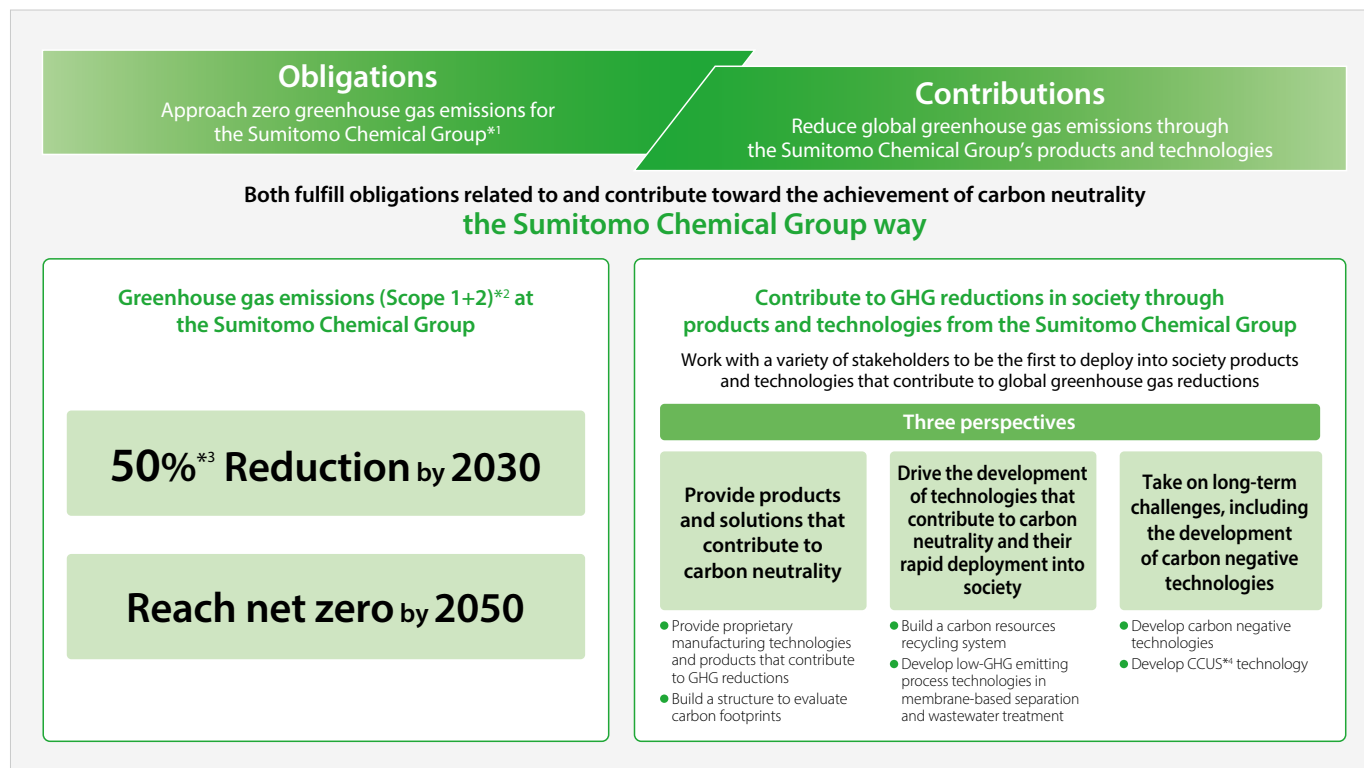 Obligations
Approach zero greenhouse gas emissions for
the Sumitomo Chemical Group*1
Contributions
Reduce global greenhouse gas emissions through
the Sumitomo Chemical Group's products and technologies
Both fulfill obligations related to and contribute toward the achievement of carbon neutrality
the Sumitomo Chemical Group way
Greenhouse gas emissions (Scope 1+2)*2 at
the Sumitomo Chemical Group
50%*3 Reduction by 2030
Reach net zero by 2050
Contribute to GHG reductions in society through
products and technologies from the Sumitomo Chemical Group
Work with a variety of stakeholders to be the first to deploy into society products
and technologies that contribute to global greenhouse gas reductions
Three perspectives
Provide products
and solutions that
contribute to
carbon neutrality
● Provide proprietary
manufacturing technologies
and products that contribute
to GHG reductions
● Build a structure to evaluate
carbon footprints
Drive the development
of technologies that
contribute to carbon
neutrality and their
rapid deployment into
society
● Build a carbon resources
recycling system
● Develop low-GHG emitting
process technologies in
membrane-based separation
and wastewater treatment
Take on long-term
challenges, including
the development
of carbon negative
technologies
● Develop carbon negative
technologies
● Develop CCUS*4 technology